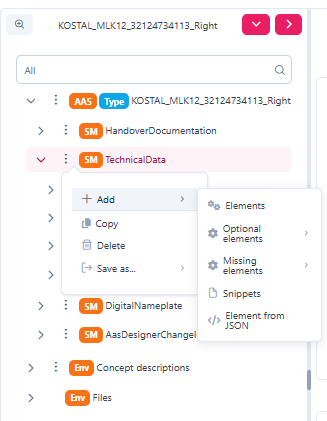 KOSTAL_MLK12_32124734113_Right
All
AAS Type KOSTAL_MLK12_32124734113_Right
SM HandoverDocumentation
SM TechnicalData
Add
Elements
Copy
Optional
elements
Delete
Missing
elements
Save as...
Snippets
Element from
JSON
SM DigitalNameplate
SM AasDesignerChangel
Env Concept descriptions
Env Files